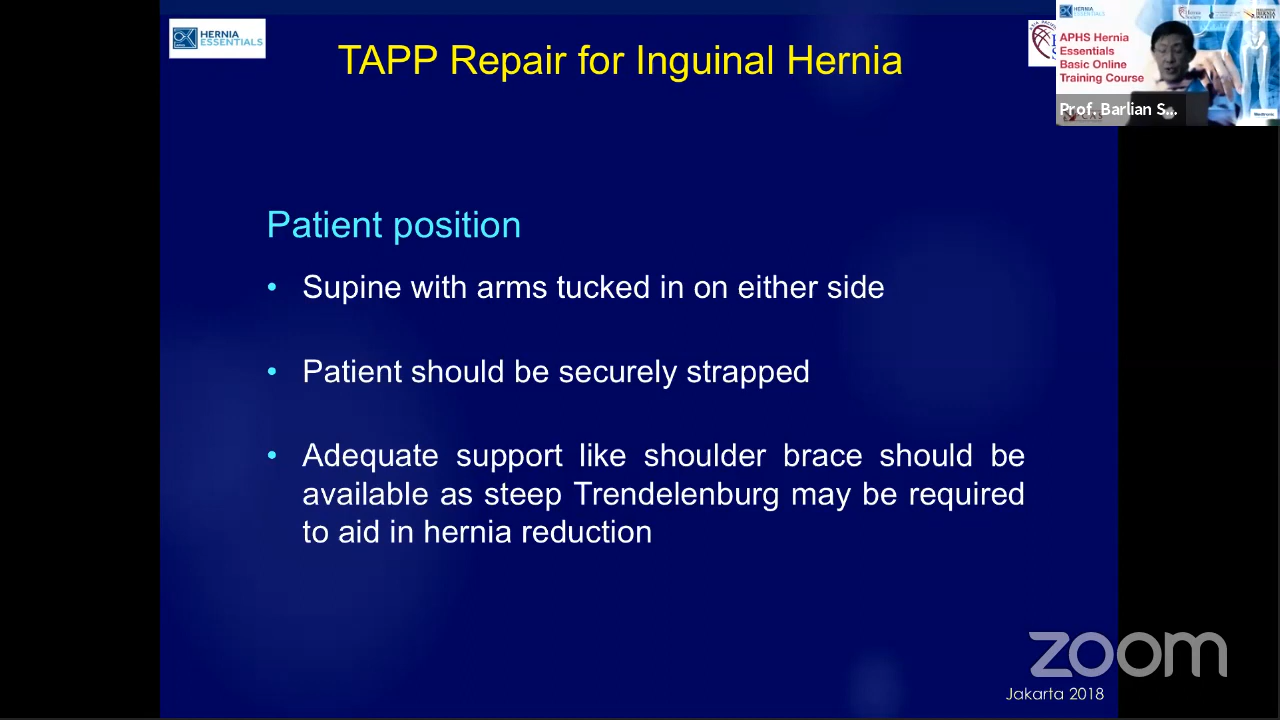 HERNIA
ESSENTIALS
TAPP Repair for Inguinal Hernia
HERNIA
ESSENTIALS
APHS Hernia
Essentials
Basic Online
Training Course
Prof. Barlian S...
Patient position
• Supine with arms tucked in on either side
• Patient should be securely strapped
• Adequate support like shoulder brace should be
available as steep Trendelenburg may be required
to aid in hernia reduction
zoom
Jakarta 2018